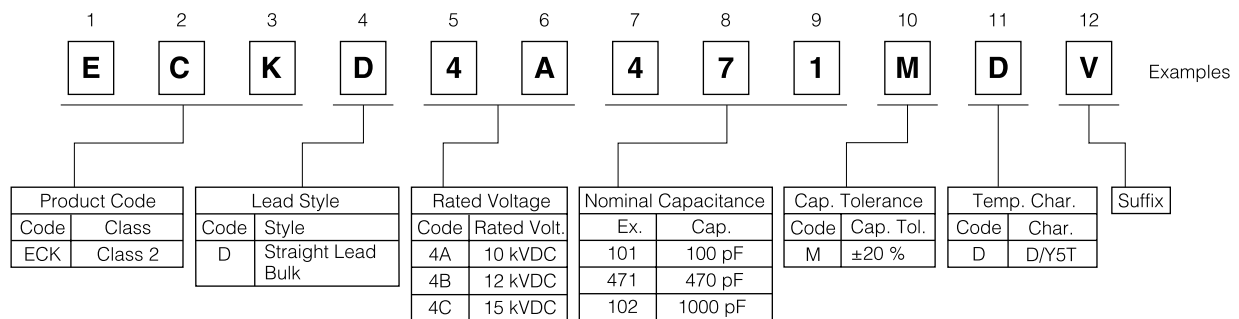 1 2 3 4 5 6 7 8 9 10 11 12
E C K D 4 A 4 7 1 M D V Examples
Product Code
Code Class
ECK Class 2
Lead Style
Code Style
D Straight Lead
Bulk
Rated Voltage
Code Rated Volt.
4A 10 kVDC
4B 12 kVDC
4C 15 kVDC
Nominal Capacitance
Ex. Cap.
101 100 pF
471 470 pF
102 1000 pF
Cap. Tolerance
Code Cap. Tol.
M ±20 %
Temp. Char.
Code Char.
D D/Y5T
Suffix